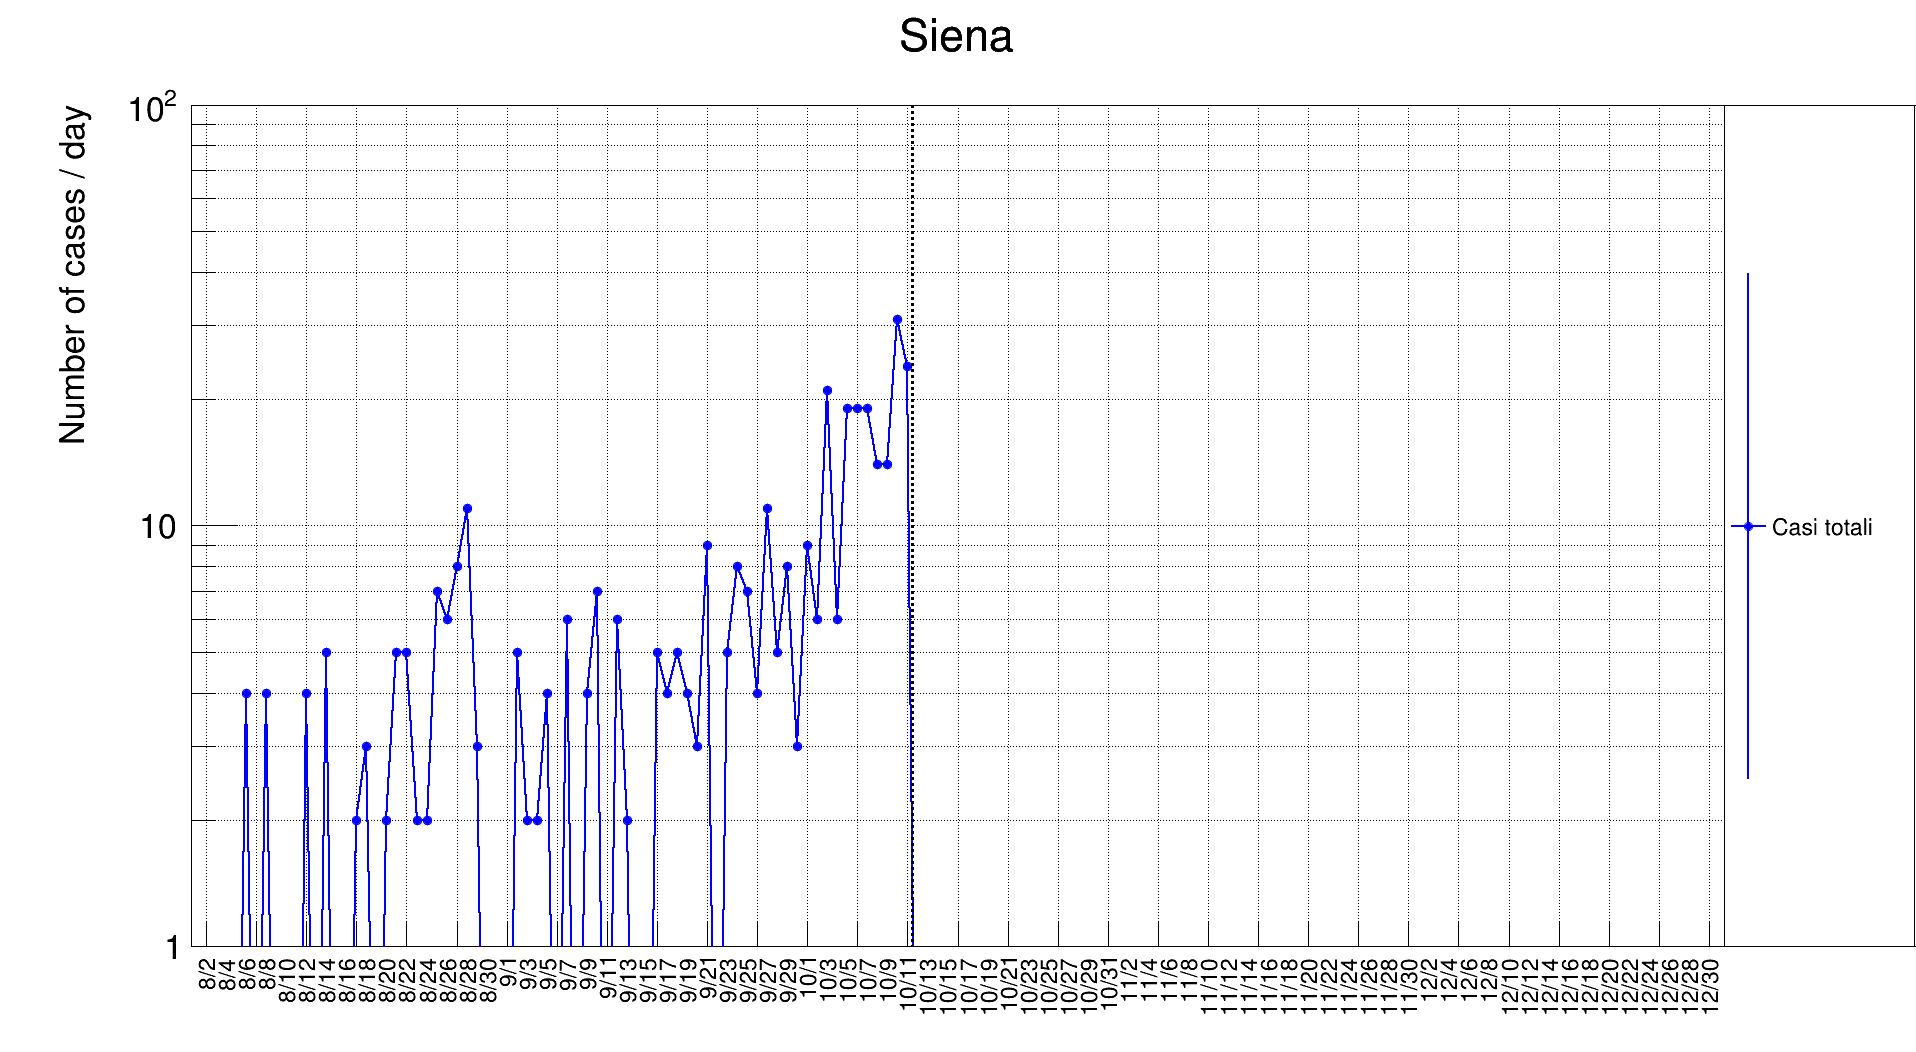 Siena
Number of cases / day
10²
10
1
8/2 8/4 8/6 8/8 8/10 8/12 8/14 8/16 8/18 8/20 8/22 8/24 8/26 8/28 8/30 9/1 9/3 9/5 9/7 9/9 9/11 9/13 9/15 9/17 9/19 9/21 9/23 9/25 9/27 9/29 10/1 10/3 10/5 10/7 10/9 10/11 10/13 10/15 10/17 10/19 10/21 10/23 10/25 10/27 10/29 10/31 11/2 11/4 11/6 11/8 11/10 11/12 11/14 11/16 11/18 11/20 11/22 11/24 11/26 11/28 11/30 12/2 12/4 12/6 12/8 12/10 12/12 12/14 12/16 12/18 12/20 12/22 12/24 12/26 12/28 12/30
Casi totali